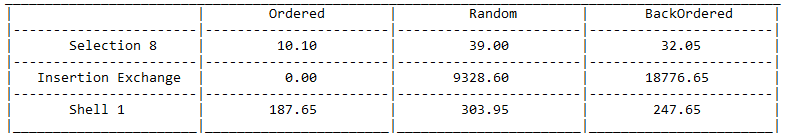 Ordered Random BackOrdered
Selection 8 10.10 39.00 32.05
Insertion Exchange 0.00 9328.60 18776.65
Shell 1 187.65 303.95 247.65